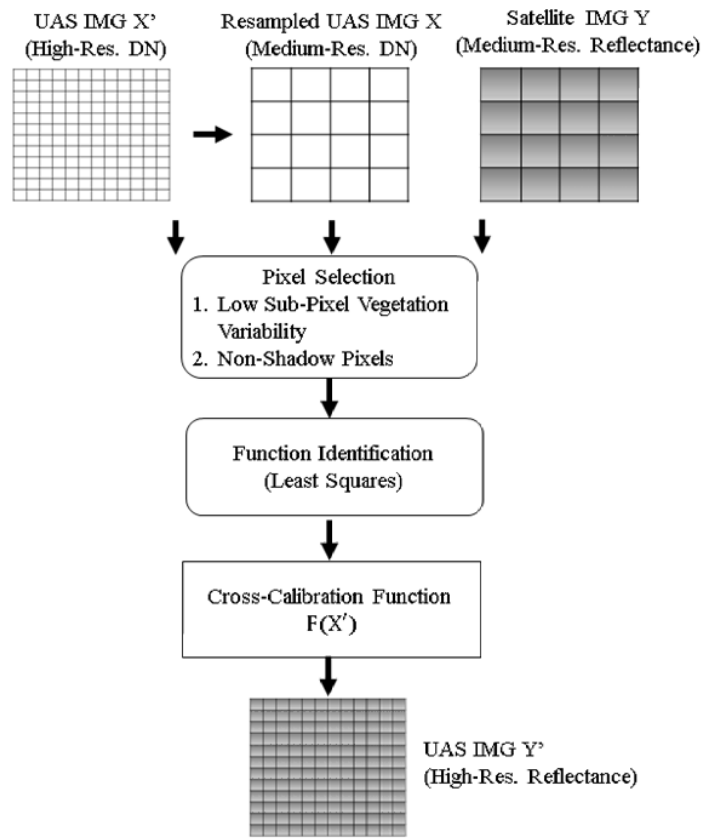 UAS IMG X’
(High-Res. DN)
Resampled UAS IMG X
(Medium-Res. DN)
Satellite IMG Y
(Medium-Res. Reflectance)
Pixel Selection
1. Low Sub-Pixel Vegetation
Variability
2. Non-Shadow Pixels
Function Identification
(Least Squares)
Cross-Calibration Function
F(X′)
UAS IMG Y’
(High-Res. Reflectance)